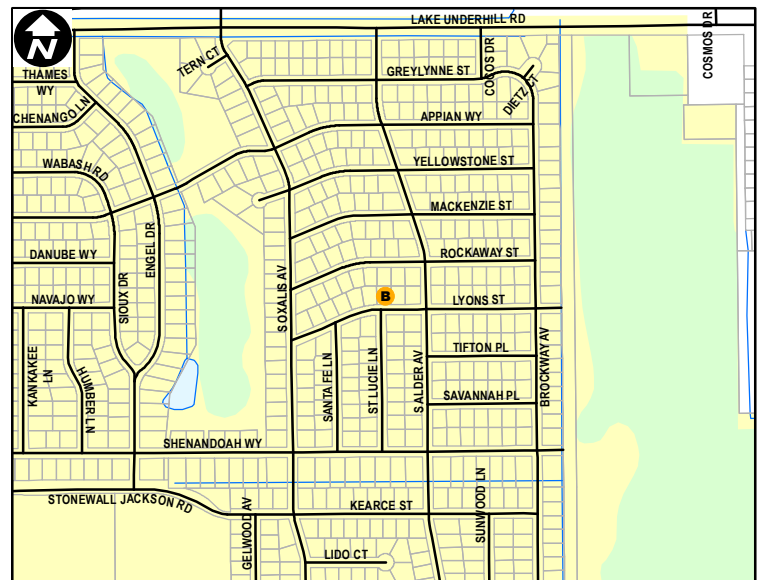 LAKE UNDERHILL RD
COSMOS DR
N
TERN CT
COSOS DR
THAMES
WY
GREYLYNNE ST
DIETZ CT
CHENANGO LN
APPIAN WY
WABASH RD
YELLOWSTONE ST
MACKENZIE ST
DANUBE WY
ENGEL DR
ROCKAWAY ST
SIOUX DR
S OXALIS AV
NAVAJO WY
B
LYONS ST
KANKAKEE
LN
HUMBER LN
SANTA FE LN
ST LUCIE LN
S ALDER AV
TIFTON PL
BROCKWAY AV
SAVANNAH PL
SHENANDOAH WY
STONEWALL JACKSON RD
GELWOOD AV
KEARCE ST
SUNWOOD LN
LIDO CT